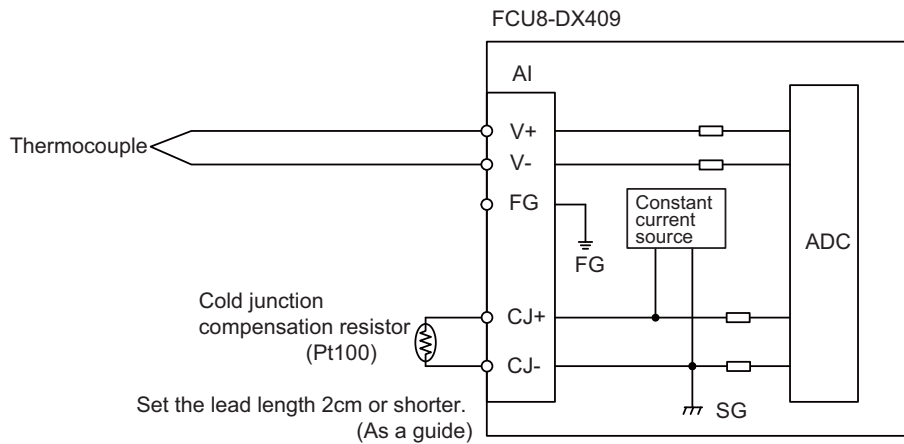 FCU8-DX409
AI
V+
Thermocouple
V-
FG
Constant
current
source
ADC
FG
Cold junction
compensation resistor
(Pt100)
CJ+
CJ-
Set the lead length 2cm or shorter.
(As a guide)
SG